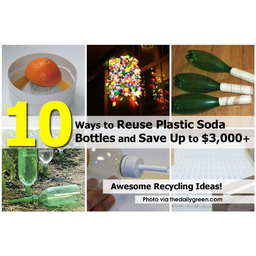 10 Ways to Reuse Plastic Soda
Bottles and Save Up to $3,000+
Awesome Recycling Ideas!
Photo via thedailygreen.com